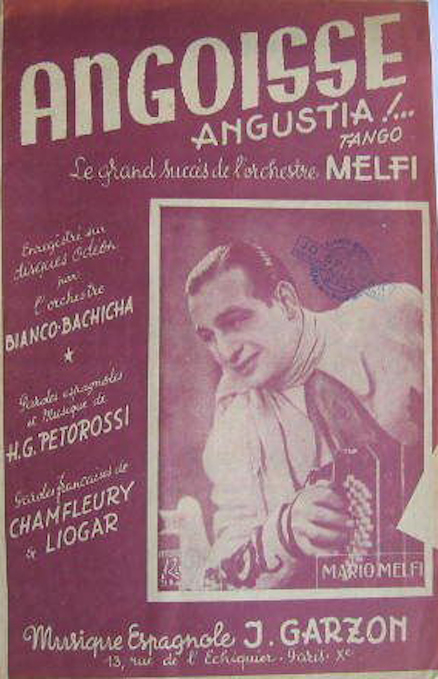 ANGOISSE
ANGUSTIA !...
TANGO
Le grand succès de l'orchestre MELFI
Enregistré sur
disques Odéon
par
l'orchestre
BIANCO-BACHICHA
★
Paroles espagnoles
et Musique de
H.G. PETOROSSI
Paroles françaises de
CHAMFLEURY
& LIOGAR
MARIO MELFI
Musique Espagnole J. GARZON
13, rue de l'Echiquier - Paris - Xe